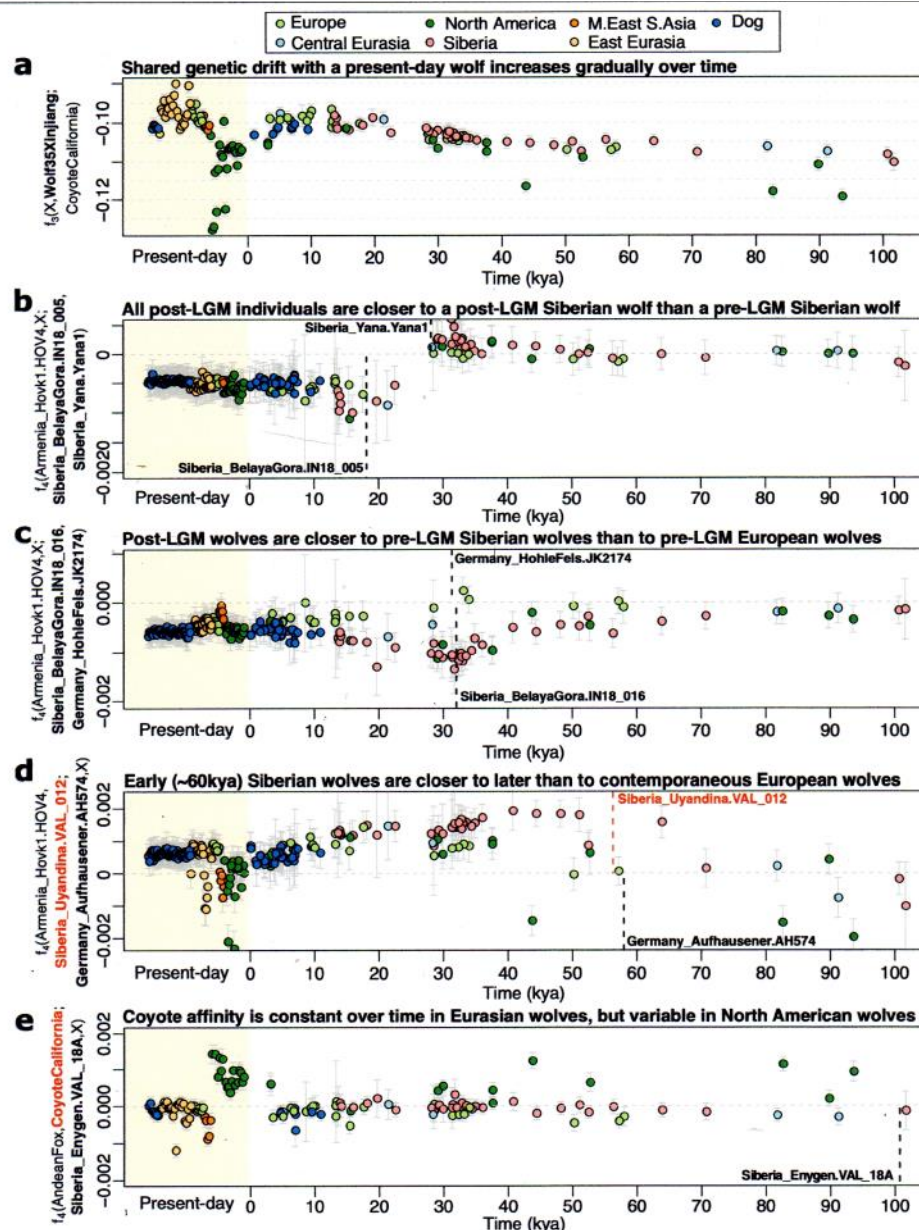 Europe North America M.East S.Asia Dog
Central Eurasia Siberia East Eurasia
a Shared genetic drift with a present-day wolf increases gradually over time
f3(X,Wolf35Xinjiang;
CoyoteCalifornia)
-0.10
-0.12
Present-day 0 10 20 30 40 50 60 70 80 90 100
Time (kya)
b All post-LGM individuals are closer to a post-LGM Siberian wolf than a pre-LGM Siberian wolf
f4(Armenia_Hovk1.HOV4,X;
Siberia_BelayaGora.IN18_005,
Siberia_Yana.Yana1)
0
-0.0020
Siberia_Yana.Yana1
Siberia_BelayaGora.IN18_005
Present-day 0 10 20 30 40 50 60 70 80 90 100
Time (kya)
c Post-LGM wolves are closer to pre-LGM Siberian wolves than to pre-LGM European wolves
f4(Armenia_Hovk1.HOV4,X;
Siberia_BelayaGora.IN18_016,
Germany_HohleFels.JK2174)
0.000
-0.002
Germany_HohleFels.JK2174
Siberia_BelayaGora.IN18_016
Present-day 0 10 20 30 40 50 60 70 80 90 100
Time (kya)
d Early (~60kya) Siberian wolves are closer to later than to contemporaneous European wolves
f4(Armenia_Hovk1.HOV4,
Siberia_Uyandina.VAL_012;
Germany_Aufhausener.AH574,X)
0.002
0
-0.002
Siberia_Uyandina.VAL_012
Germany_Aufhausener.AH574
Present-day 0 10 20 30 40 50 60 70 80 90 100
Time (kya)
e Coyote affinity is constant over time in Eurasian wolves, but variable in North American wolves
f4(AndeanFox,CoyoteCalifornia;
Siberia_Enygen.VAL_18A,X)
0.002
0.000
-0.002
Siberia_Enygen.VAL_18A
Present-day 0 10 20 30 40 50 60 70 80 90 100
Time (kya)